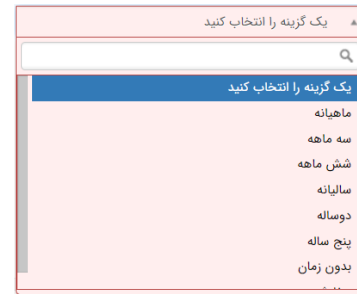 یک گزینه را انتخاب کنید
یک گزینه را انتخاب کنید
ماهیانه
سه ماهه
شش ماهه
سالیانه
دوساله
پنج ساله
بدون زمان